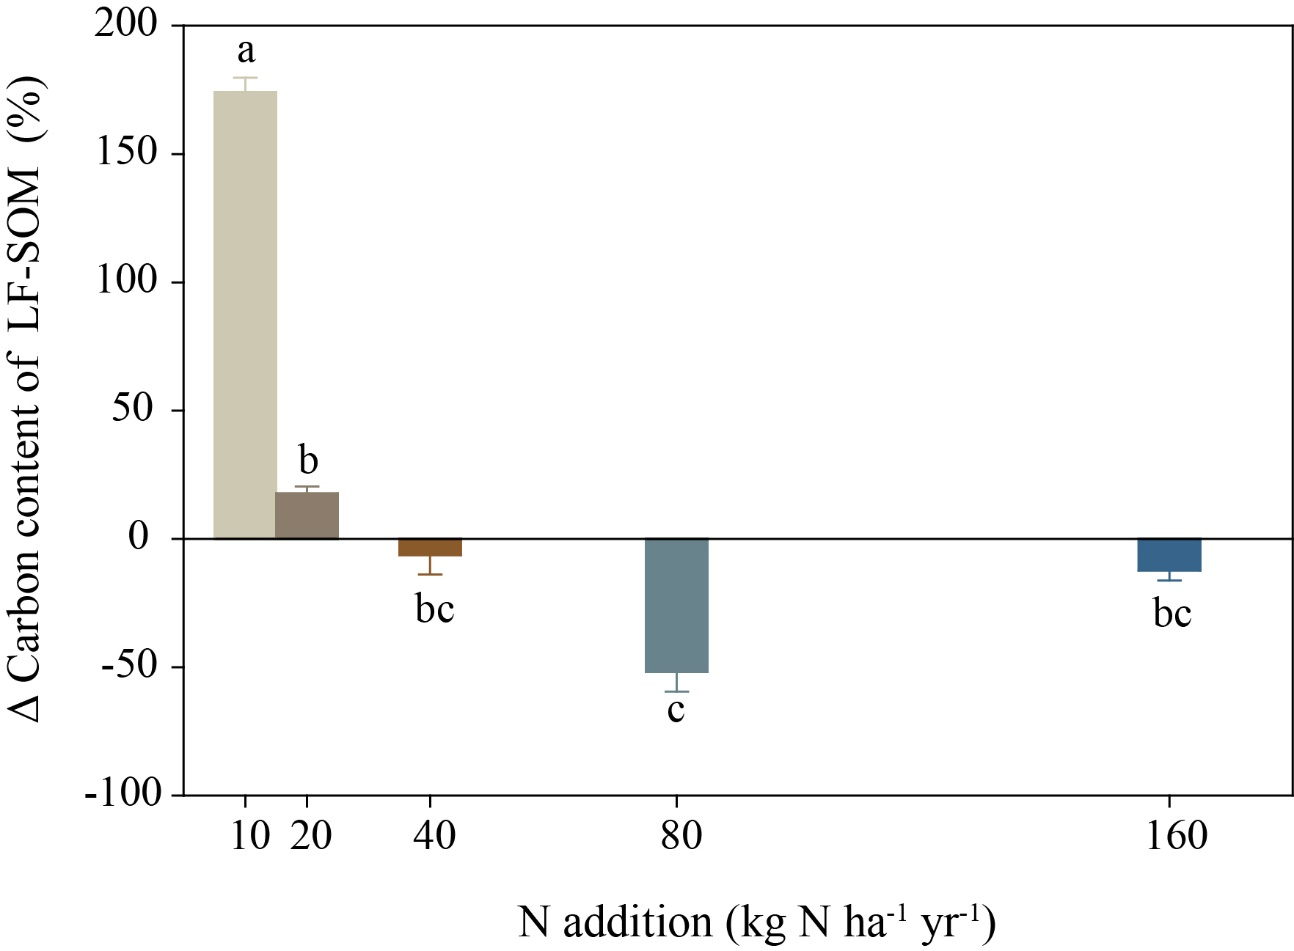 Δ Carbon content of LF-SOM (%)
200
150
100
50
0
-50
-100
a
b
bc
c
bc
10 20 40 80 160
N addition (kg N ha⁻¹ yr⁻¹)